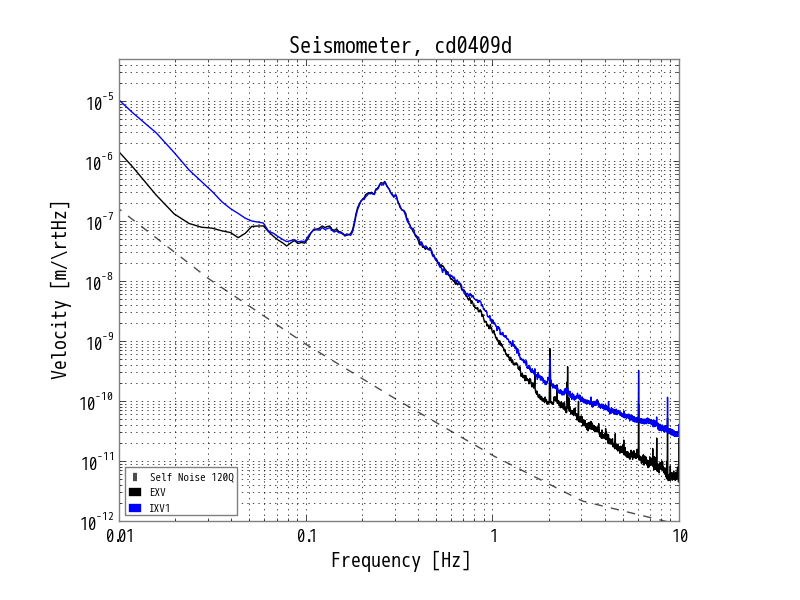 Seismometer, cd0409d
Velocity [m/\rtHz]
10-5
10-6
10-7
10-8
10-9
10-10
10-11
10-12
Self Noise 120Q
EXV
IXV1
0.01 0.1 1 10
Frequency [Hz]